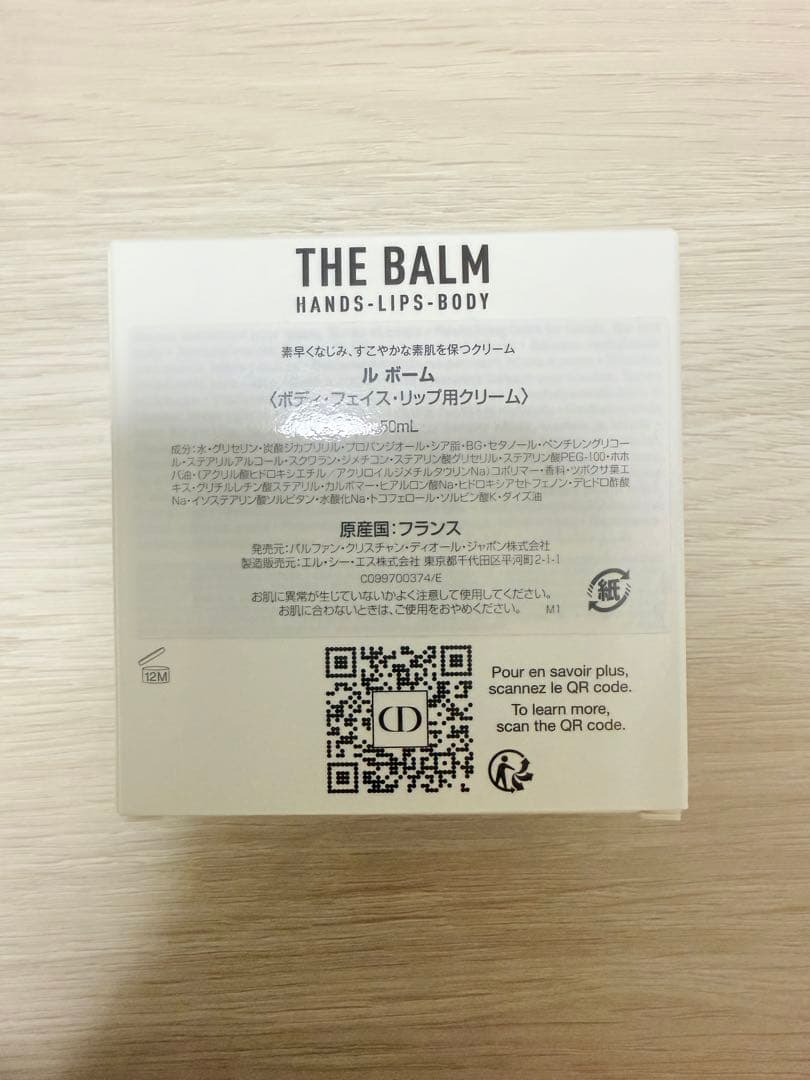 THE BALM
HANDS-LIPS-BODY
素早くなじみ、すこやかな素肌を保つクリーム
ル ボーム
〈ボディ・フェイス・リップ用クリーム〉
50mL
成分：水・グリセリン・炭酸ジカプリリル・プロパンジオール・シア脂・BG・セタノール・ペンチレングリコ
ール・ステアリルアルコール・スクワラン・ジメチコン・ステアリン酸グリセリル・ステアリン酸PEG-100・ホホ
バ油・（アクリル酸ヒドロキシエチル／アクリロイルジメチルタウリンNa）コポリマー・香料・ツボクサ葉エ
キス・グリチルレチン酸ステアリル・カルボマー・ヒアルロン酸Na・ヒドロキシアセトフェノン・デヒドロ酢酸
Na・イソステアリン酸ソルビタン・水酸化Na・トコフェロール・ソルビン酸K・ダイズ油
原産国：フランス
発売元：パルファン・クリスチャン・ディオール・ジャポン株式会社
製造販売元：エル・シー・エス株式会社 東京都千代田区平河町2-1-1
C099700374/E
お肌に異常が生じていないかよく注意して使用してください。
お肌に合わないときは、ご使用をおやめください。 M1
紙
12M
CD
Pour en savoir plus,
scannez le QR code.
To learn more,
scan the QR code.